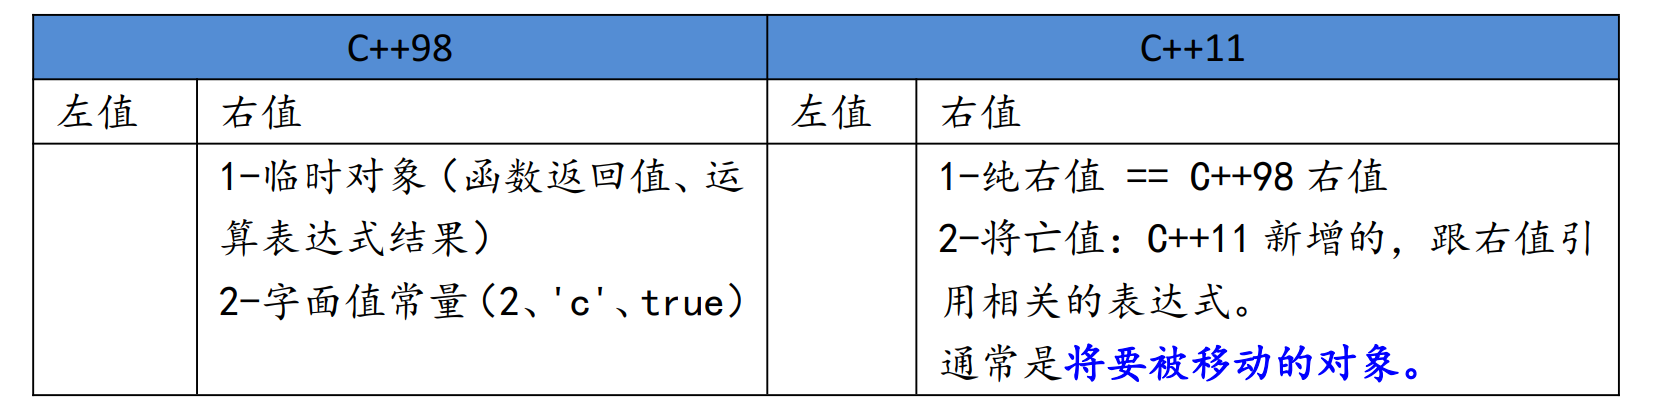 C++98
C++11
左值
右值
左值
右值
1-临时对象（函数返回值、运
算表达式结果）
2-字面值常量（2、'c'、true）
1-纯右值 == C++98 右值
2-将亡值：C++11 新增的，跟右值引
用相关的表达式。
通常是将要被移动的对象。